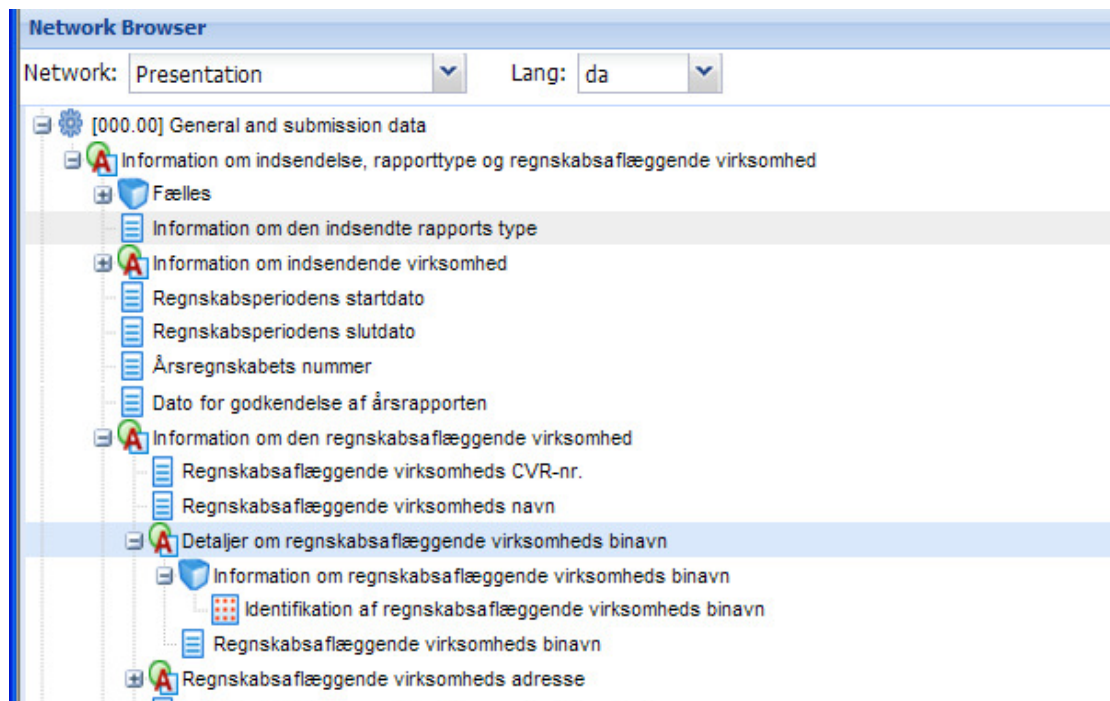 Network Browser
Network: Presentation Lang: da
[000.00] General and submission data
Information om indsendelse, rapporttype og regnskabsaflæggende virksomhed
Fælles
Information om den indsendte rapports type
Information om indsendende virksomhed
Regnskabsperiodens startdato
Regnskabsperiodens slutdato
Årsregnskabets nummer
Dato for godkendelse af årsrapporten
Information om den regnskabsaflæggende virksomhed
Regnskabsaflæggende virksomheds CVR-nr.
Regnskabsaflæggende virksomheds navn
Detaljer om regnskabsaflæggende virksomheds binavn
Information om regnskabsaflæggende virksomheds binavn
Identifikation af regnskabsaflæggende virksomheds binavn
Regnskabsaflæggende virksomheds binavn
Regnskabsaflæggende virksomheds adresse